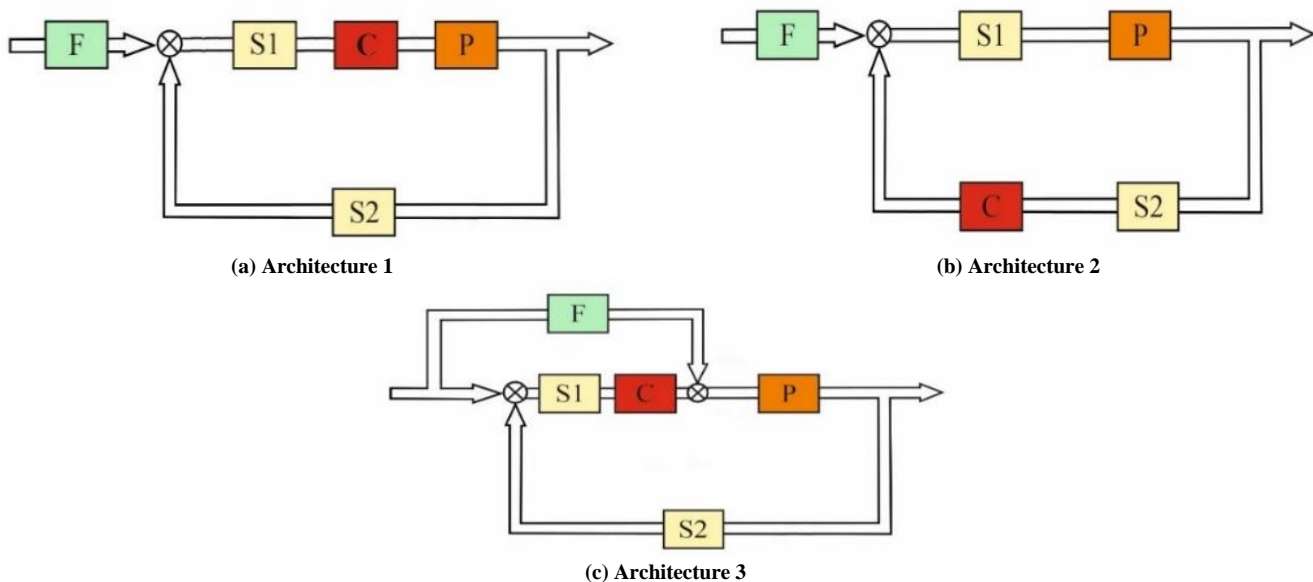 F S1 C P
S2
(a) Architecture 1
F S1 P
C S2
(b) Architecture 2
F
S1 C P
S2
(c) Architecture 3